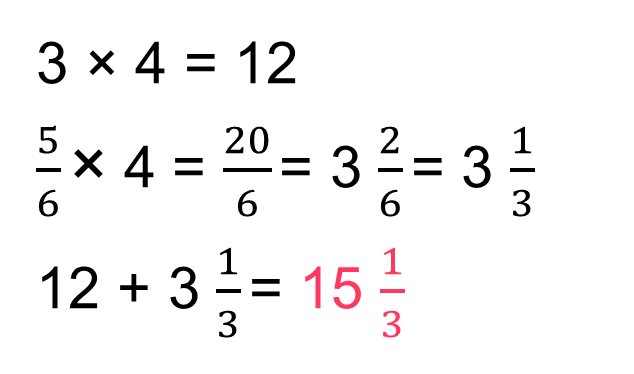 3 × 4 = 12
5/6 × 4 = 20/6 = 3 2/6 = 3 1/3
12 + 3 1/3 = 15 1/3